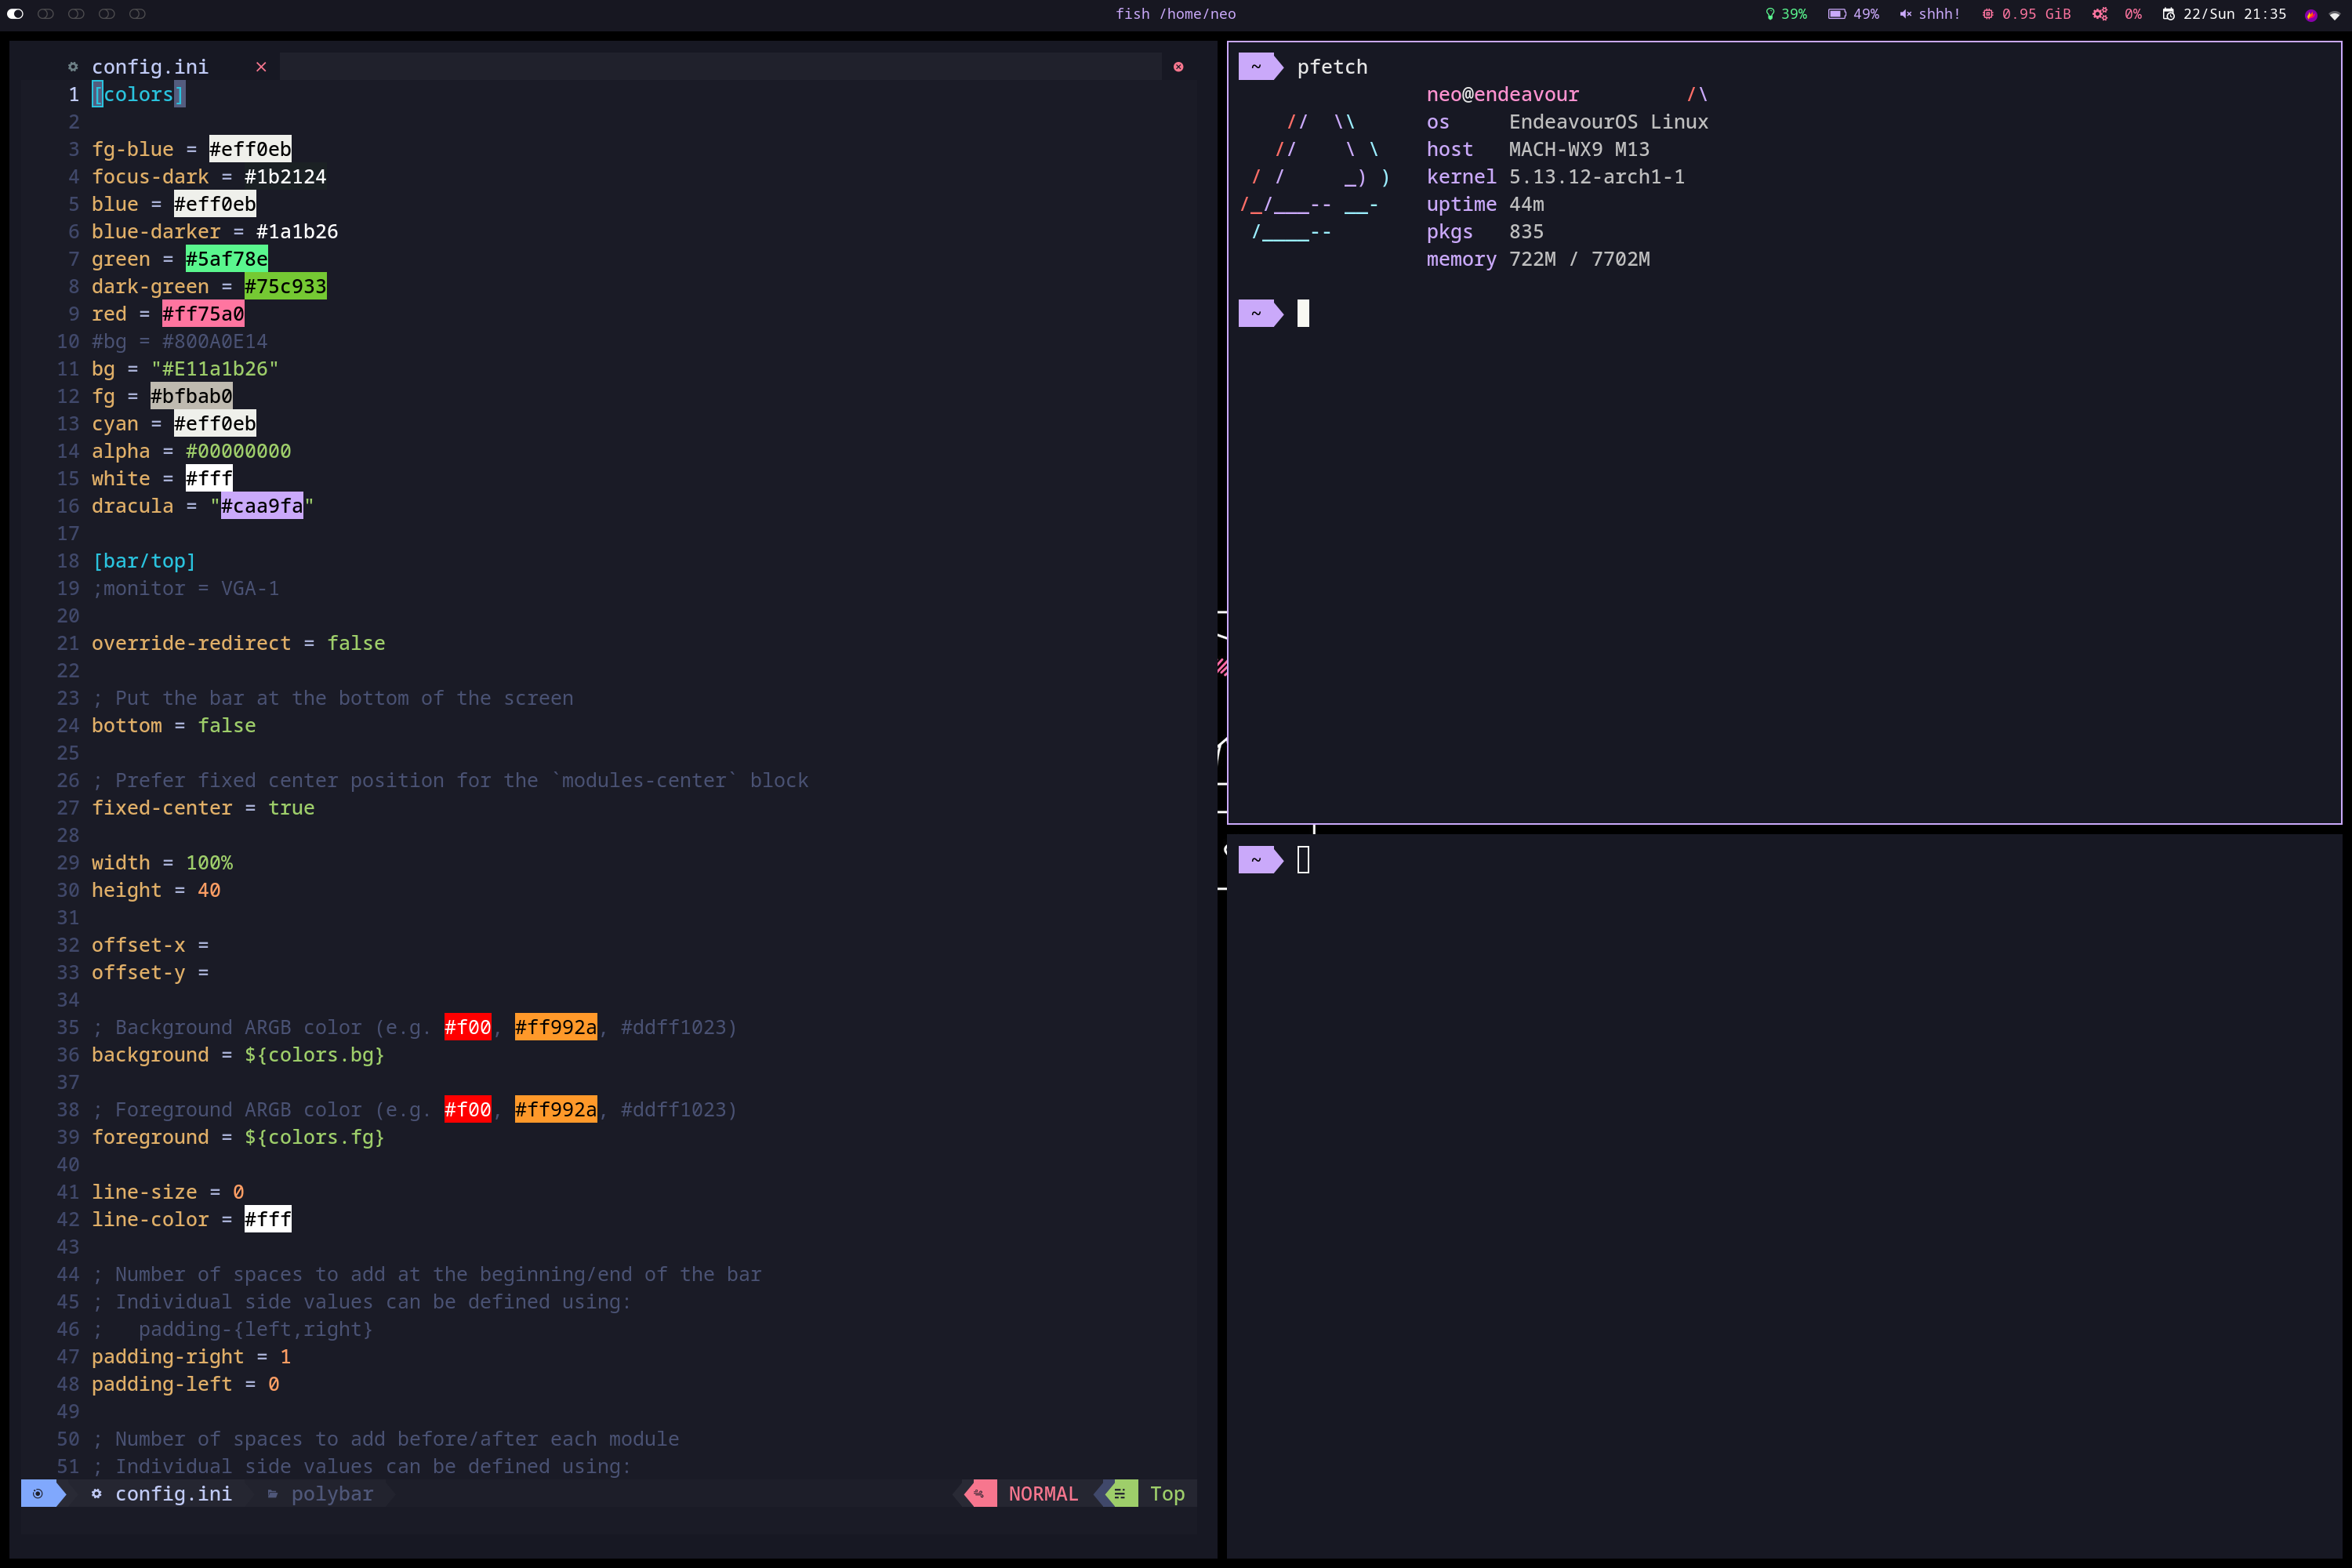 fish /home/neo
39% 49% shhh! 0.95 GiB 0% 22/Sun 21:35
config.ini
1 [colors]
2
3 fg-blue = #eff0eb
4 focus-dark = #1b2124
5 blue = #eff0eb
6 blue-darker = #1a1b26
7 green = #5af78e
8 dark-green = #75c933
9 red = #ff75a0
10 #bg = #800A0E14
11 bg = "#E11a1b26"
12 fg = #bfbab0
13 cyan = #eff0eb
14 alpha = #00000000
15 white = #fff
16 dracula = "#caa9fa"
17
18 [bar/top]
19 ;monitor = VGA-1
20
21 override-redirect = false
22
23 ; Put the bar at the bottom of the screen
24 bottom = false
25
26 ; Prefer fixed center position for the `modules-center` block
27 fixed-center = true
28
29 width = 100%
30 height = 40
31
32 offset-x =
33 offset-y =
34
35 ; Background ARGB color (e.g. #f00, #ff992a, #ddff1023)
36 background = ${colors.bg}
37
38 ; Foreground ARGB color (e.g. #f00, #ff992a, #ddff1023)
39 foreground = ${colors.fg}
40
41 line-size = 0
42 line-color = #fff
43
44 ; Number of spaces to add at the beginning/end of the bar
45 ; Individual side values can be defined using:
46 ;   padding-{left,right}
47 padding-right = 1
48 padding-left = 0
49
50 ; Number of spaces to add before/after each module
51 ; Individual side values can be defined using:
config.ini polybar NORMAL Top
~ pfetch
neo@endeavour
os EndeavourOS Linux
host MACH-WX9 M13
kernel 5.13.12-arch1-1
uptime 44m
pkgs 835
memory 722M / 7702M
~
~